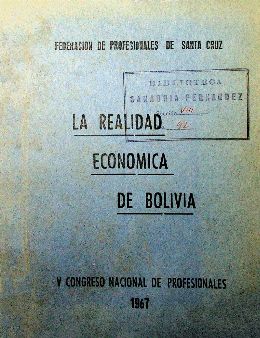 FEDERACION DE PROFESIONALES DE SANTA CRUZ
BIBLIOTECA
SANABRIA FERNANDEZ
LA REALIDAD
ECONOMICA
DE BOLIVIA
V CONGRESO NACIONAL DE PROFESIONALES
1967